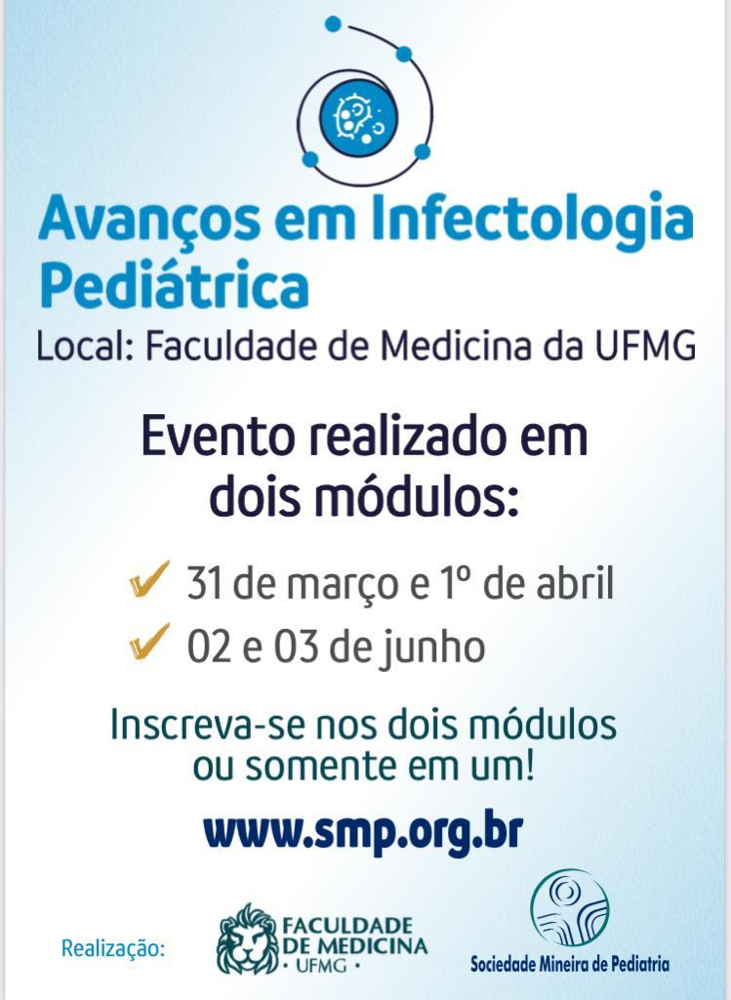 Avanços em Infectologia
Pediátrica
Local: Faculdade de Medicina da UFMG
Evento realizado em
dois módulos:
31 de março e 1º de abril
02 e 03 de junho
Inscreva-se nos dois módulos
ou somente em um!
www.smp.org.br
Realização:
FACULDADE
DE MEDICINA
• UFMG •
Sociedade Mineira de Pediatria